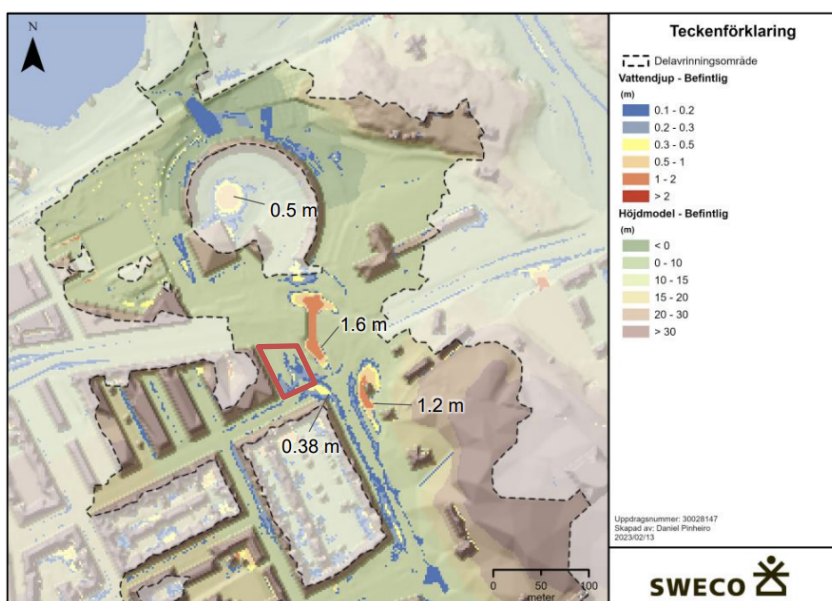 N
0.5 m
1.6 m
1.2 m
0.38 m
0 50 100
meter
Teckenförklaring
Delavrinningsområde
Vattendjup - Befintlig
(m)
0.1 - 0.2
0.2 - 0.3
0.3 - 0.5
0.5 - 1
1 - 2
> 2
Höjdmodel - Befintlig
(m)
< 0
0 - 10
10 - 15
15 - 20
20 - 30
> 30
Uppdragsnummer: 30028147
Skapad av: Daniel Pinheiro
2023/02/13
SWECO